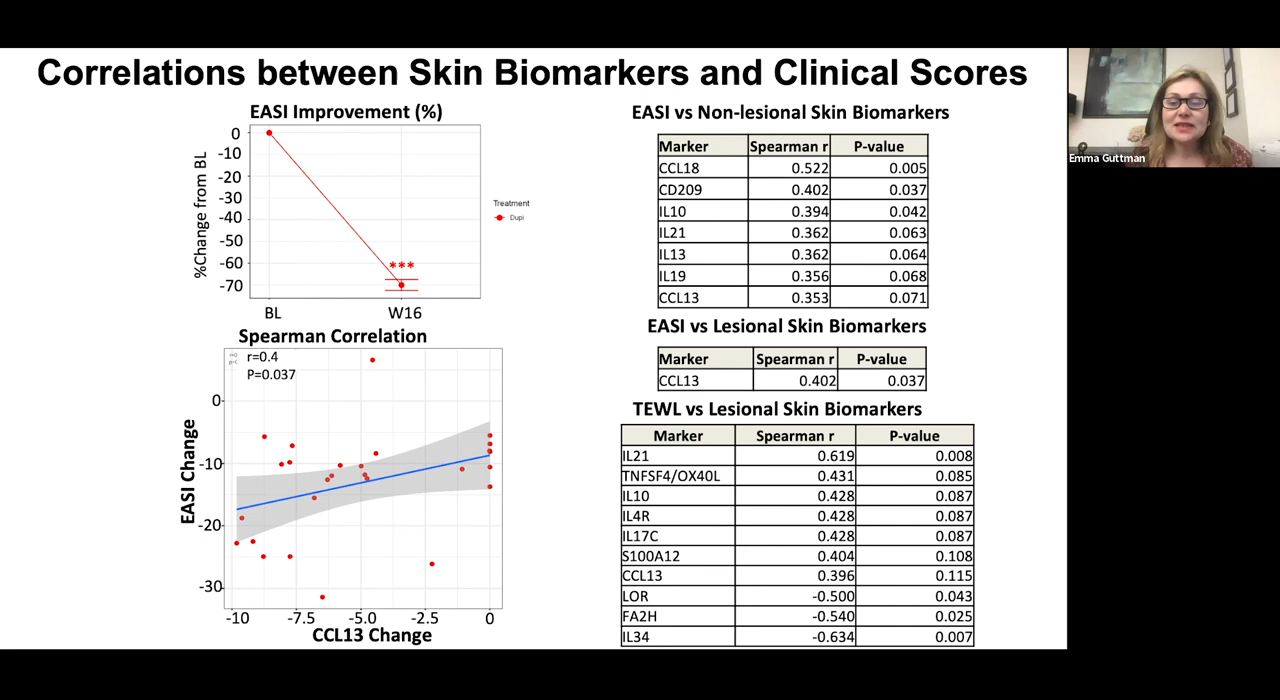 Correlations between Skin Biomarkers and Clinical Scores
EASI Improvement (%)
%Change from BL
0
-10
-20
-30
-40
-50
-60
-70
***
BL W16
Treatment
Dupi
Spearman Correlation
r=0.4
P=0.037
EASI Change
0
-10
-20
-30
-10 -7.5 -5.0 -2.5 0
CCL13 Change
EASI vs Non-lesional Skin Biomarkers
Marker Spearman r P-value
CCL18 0.522 0.005
CD209 0.402 0.037
IL10 0.394 0.042
IL21 0.362 0.063
IL13 0.362 0.064
IL19 0.356 0.068
CCL13 0.353 0.071
EASI vs Lesional Skin Biomarkers
Marker Spearman r P-value
CCL13 0.402 0.037
TEWL vs Lesional Skin Biomarkers
Marker Spearman r P-value
IL21 0.619 0.008
TNFSF4/OX40L 0.431 0.085
IL10 0.428 0.087
IL4R 0.428 0.087
IL17C 0.428 0.087
S100A12 0.404 0.108
CCL13 0.396 0.115
LOR -0.500 0.043
FA2H -0.540 0.025
IL34 -0.634 0.007
Emma Guttman